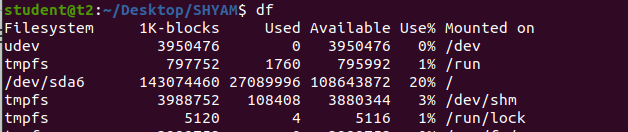 student@t2:~/Desktop/SHYAM$ df
Filesystem     1K-blocks     Used Available Use% Mounted on
udev             3950476        0   3950476   0% /dev
tmpfs             797752     1760    795992   1% /run
/dev/sda6      143074460 27089996 108643872  20% /
tmpfs            3988752   108408   3880344   3% /dev/shm
tmpfs               5120        4      5116   1% /run/lock